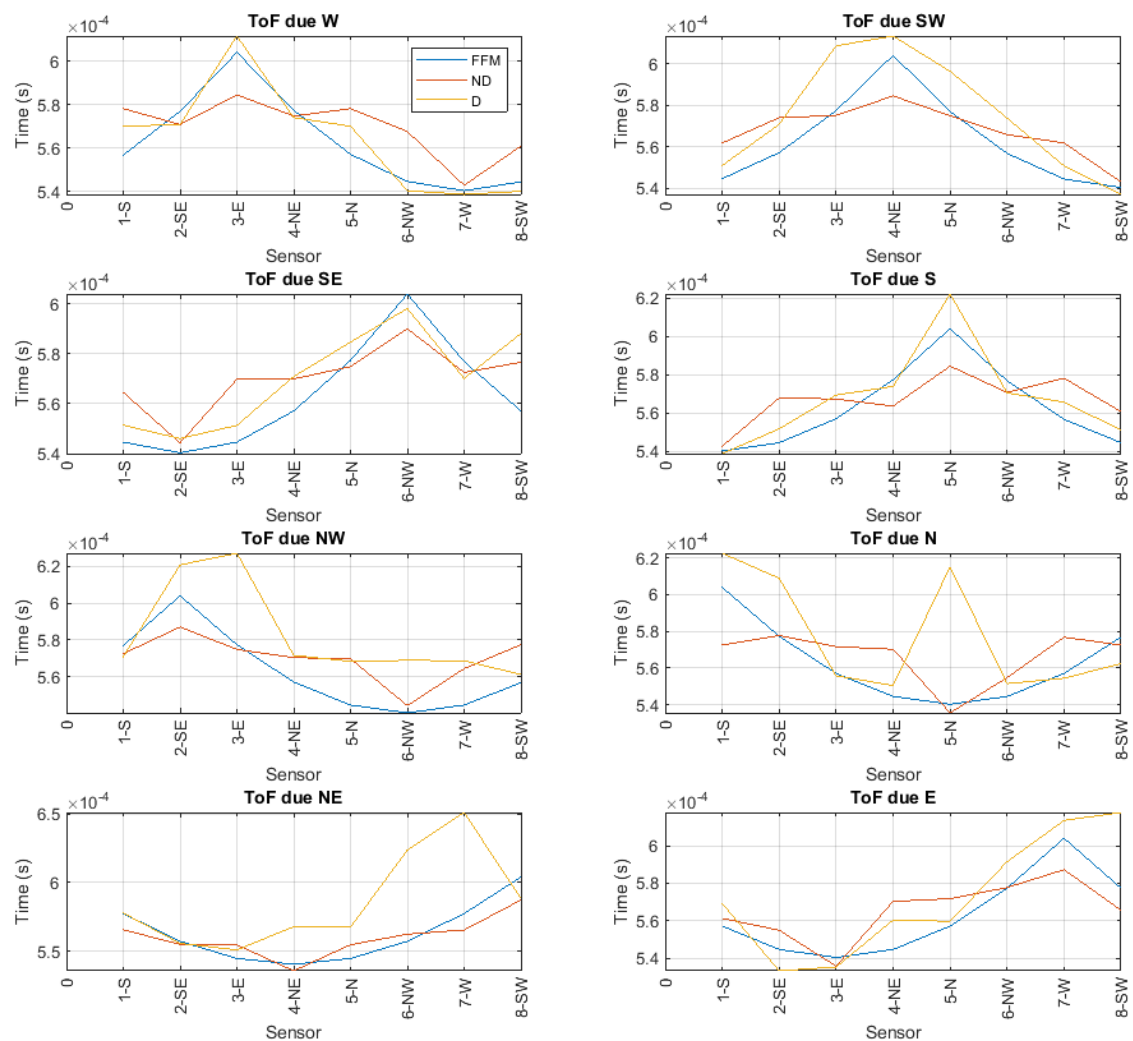 ToF due W
×10-4
Time (s)
6
5.8
5.6
5.4
FFM
ND
D
0
1-S
2-SE
3-E
4-NE
5-N
6-NW
7-W
8-SW
Sensor
ToF due SW
×10-4
Time (s)
6
5.8
5.6
5.4
0
1-S
2-SE
3-E
4-NE
5-N
6-NW
7-W
8-SW
Sensor
ToF due SE
×10-4
Time (s)
6
5.8
5.6
5.4
0
1-S
2-SE
3-E
4-NE
5-N
6-NW
7-W
8-SW
Sensor
ToF due S
×10-4
Time (s)
6.2
6
5.8
5.6
5.4
0
1-S
2-SE
3-E
4-NE
5-N
6-NW
7-W
8-SW
Sensor
ToF due NW
×10-4
Time (s)
6.2
6
5.8
5.6
0
1-S
2-SE
3-E
4-NE
5-N
6-NW
7-W
8-SW
Sensor
ToF due N
×10-4
Time (s)
6.2
6
5.8
5.6
5.4
0
1-S
2-SE
3-E
4-NE
5-N
6-NW
7-W
8-SW
Sensor
ToF due NE
×10-4
Time (s)
6.5
6
5.5
0
1-S
2-SE
3-E
4-NE
5-N
6-NW
7-W
8-SW
Sensor
ToF due E
×10-4
Time (s)
6
5.8
5.6
5.4
0
1-S
2-SE
3-E
4-NE
5-N
6-NW
7-W
8-SW
Sensor